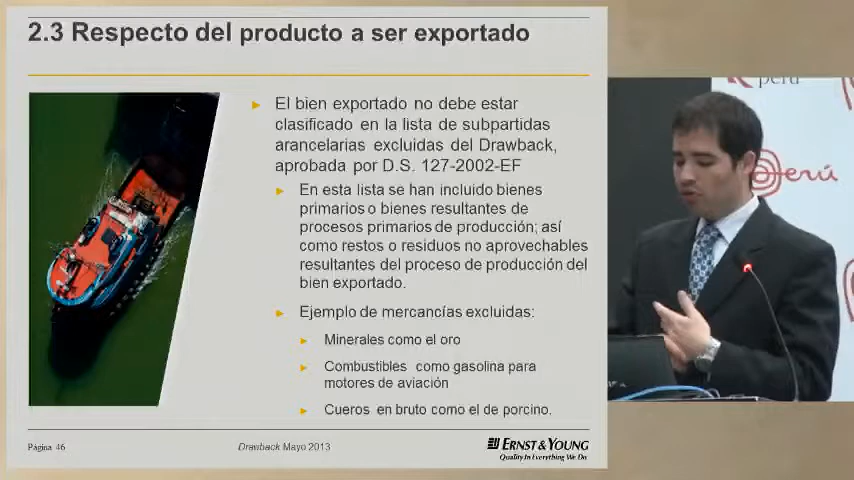 2.3 Respecto del producto a ser exportado
► El bien exportado no debe estar
clasificado en la lista de subpartidas
arancelarias excluidas del Drawback,
aprobada por D.S. 127-2002-EF
► En esta lista se han incluido bienes
primarios o bienes resultantes de
procesos primarios de producción; así
como restos o residuos no aprovechables
resultantes del proceso de producción del
bien exportado.
► Ejemplo de mercancías excluidas:
► Minerales como el oro
► Combustibles como gasolina para
motores de aviación
► Cueros en bruto como el de porcino.
Página 46
Drawback Mayo 2013
ERNST & YOUNG
Quality In Everything We Do
perú
Perú